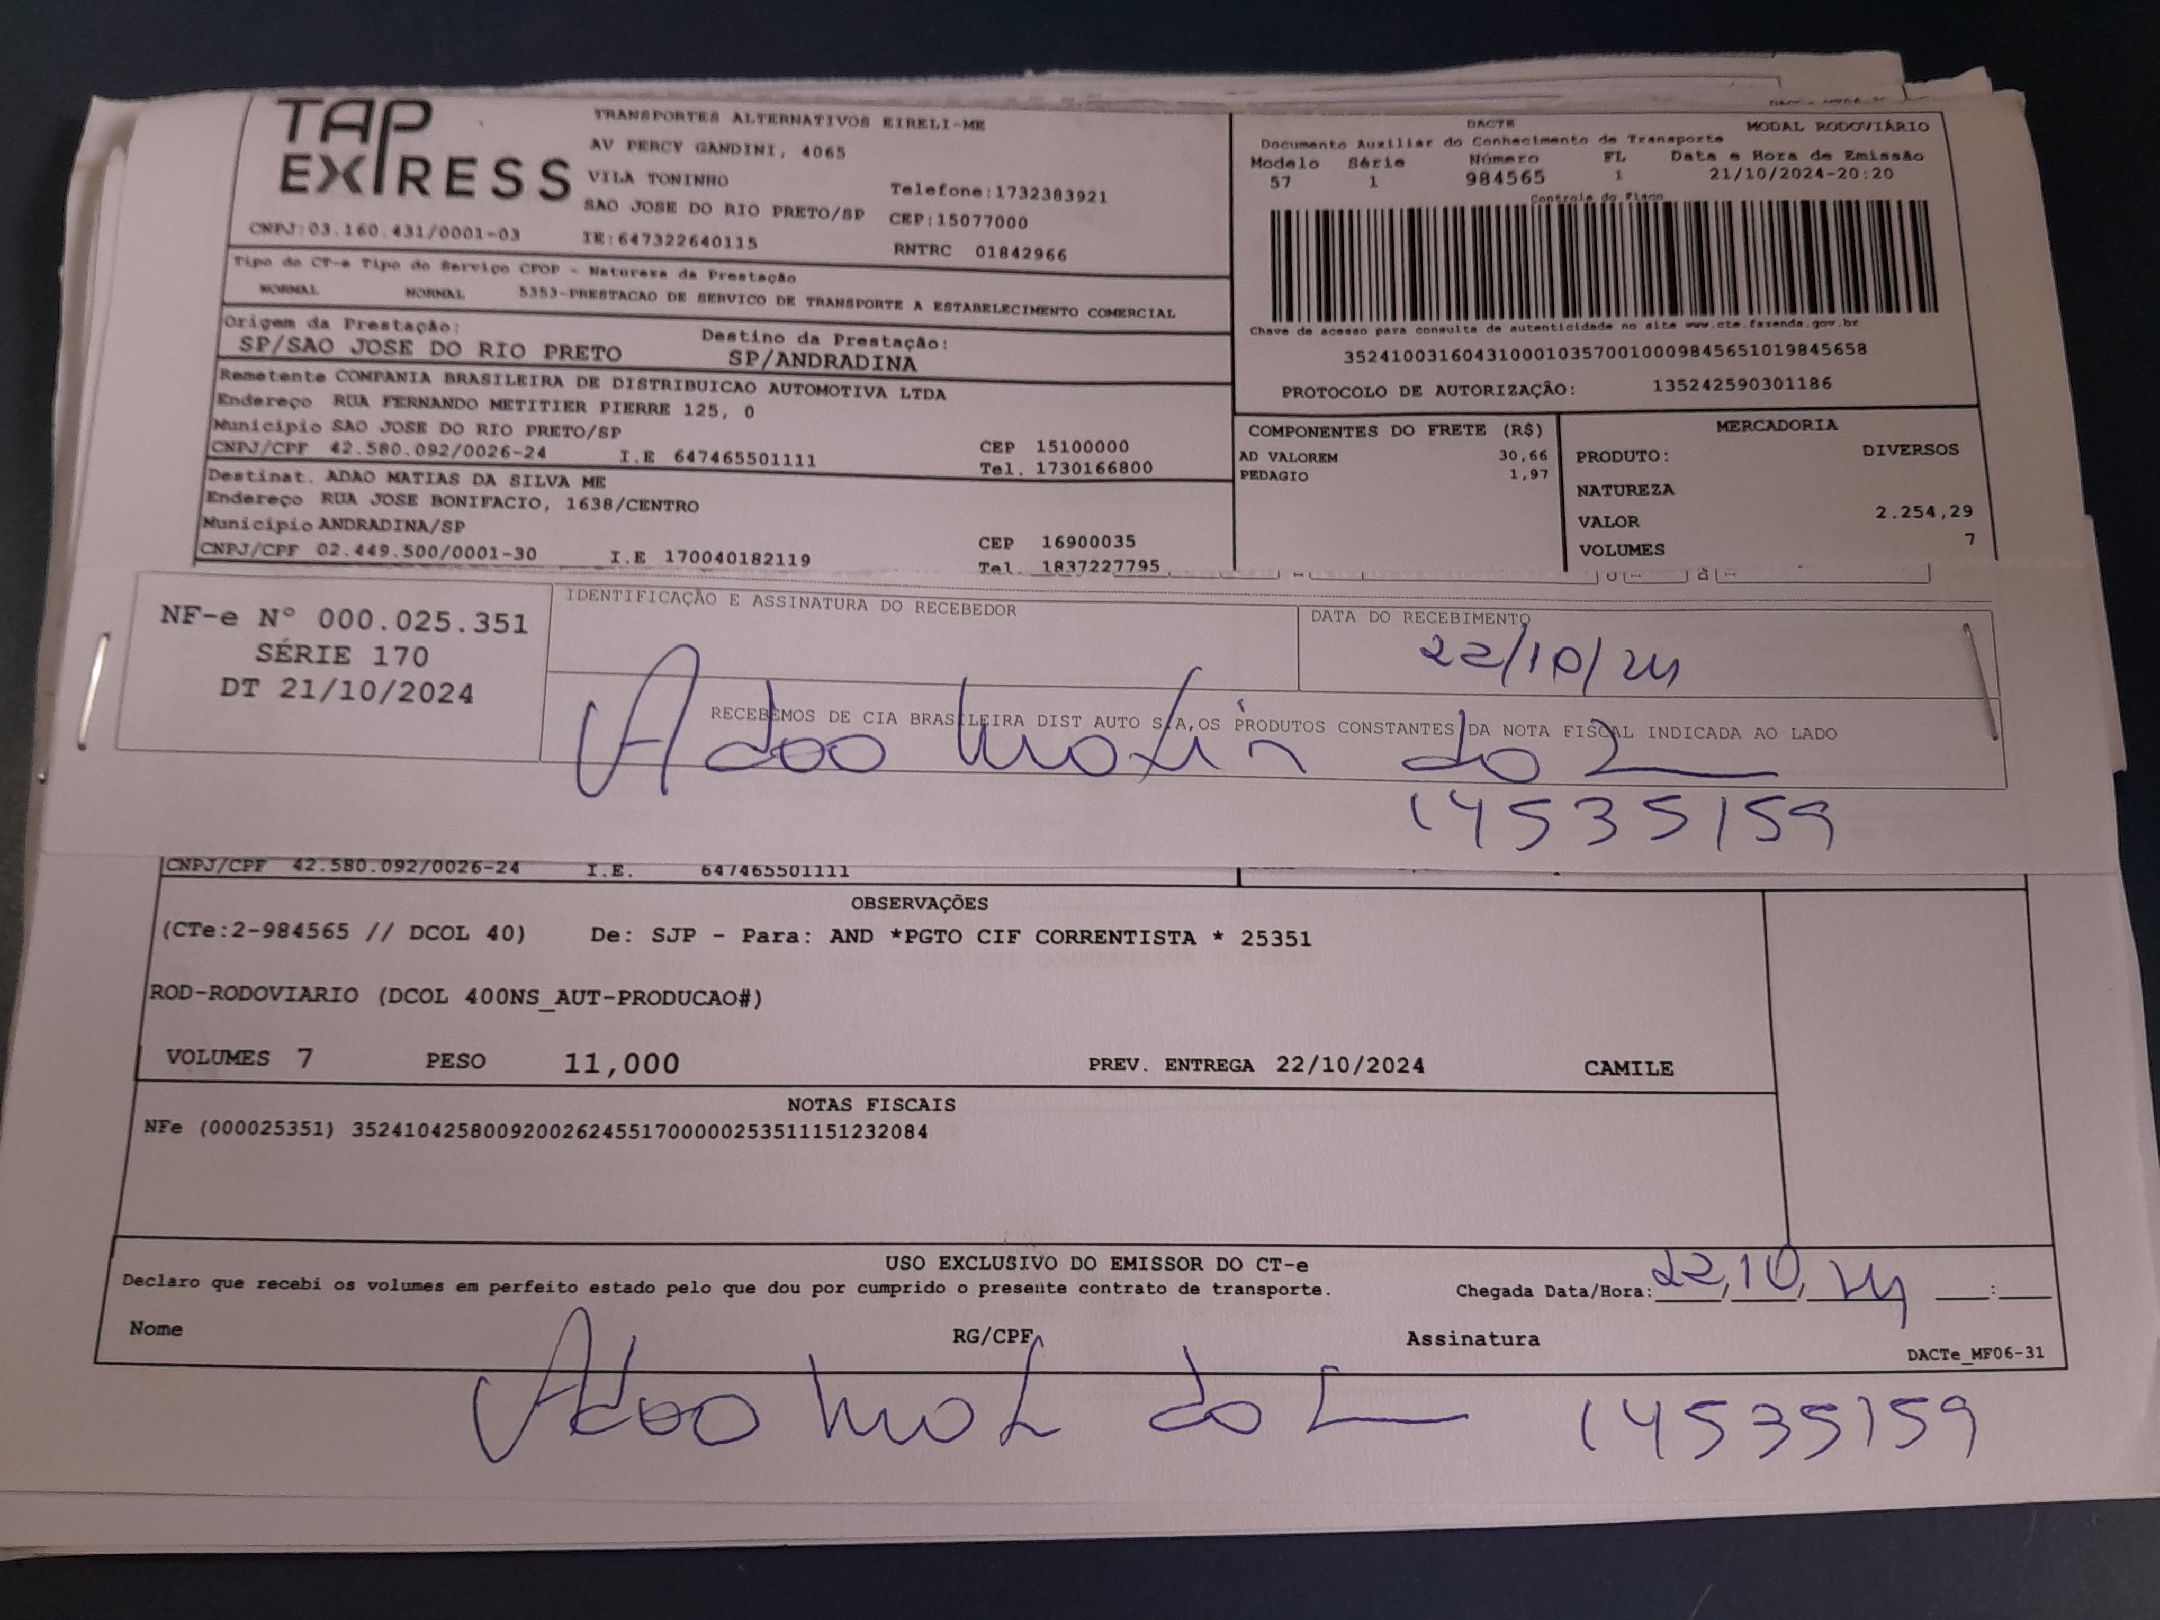 TAP EXPRESS
TRANSPORTES ALTERNATIVOS EIRELI-ME
AV PERCY GANDINI, 4065
VILA TONINHO
Telefone:1732383921
SAO JOSE DO RIO PRETO/SP CEP:15077000
CNPJ:03.160.431/0001-03 IE:647322640115 RNTRC 01842966
DACTE MODAL RODOVIÁRIO
Documento Auxiliar do Conhecimento de Transporte
Modelo Série Número FL Data e Hora de Emissão
57 1 984565 1 21/10/2024-20:20
Controle do Fisco
Chave de acesso para consulta de autenticidade no site www.cte.fazenda.gov.br
35241003160431000103570010009845651019845658
PROTOCOLO DE AUTORIZAÇÃO: 135242590301186
Tipo do CT-e Tipo do Serviço CFOP - Natureza da Prestação
NORMAL NORMAL 5353-PRESTACAO DE SERVICO DE TRANSPORTE A ESTABELECIMENTO COMERCIAL
Origem da Prestação: Destino da Prestação:
SP/SAO JOSE DO RIO PRETO SP/ANDRADINA
Remetente COMPANIA BRASILEIRA DE DISTRIBUICAO AUTOMOTIVA LTDA
Endereço RUA FERNANDO METITIER PIERRE 125, 0
Município SAO JOSE DO RIO PRETO/SP CEP 15100000
CNPJ/CPF 42.580.092/0026-24 I.E 647465501111 Tel. 1730166800
Destinat. ADAO MATIAS DA SILVA ME
Endereço RUA JOSE BONIFACIO, 1638/CENTRO
Município ANDRADINA/SP CEP 16900035
CNPJ/CPF 02.449.500/0001-30 I.E 170040182119 Tel. 1837227795
COMPONENTES DO FRETE (R$)
AD VALOREM 30,66
PEDAGIO 1,97
MERCADORIA
PRODUTO: DIVERSOS
NATUREZA
VALOR 2.254,29
VOLUMES 7
NF-e Nº 000.025.351
SÉRIE 170
DT 21/10/2024
IDENTIFICAÇÃO E ASSINATURA DO RECEBEDOR
DATA DO RECEBIMENTO
22/10/24
RECEBEMOS DE CIA BRASILEIRA DIST AUTO S.A,OS PRODUTOS CONSTANTES DA NOTA FISCAL INDICADA AO LADO
14535159
CNPJ/CPF 42.580.092/0026-24 I.E. 647465501111
OBSERVAÇÕES
(CTe:2-984565 // DCOL 40) De: SJP - Para: AND *PGTO CIF CORRENTISTA * 25351
ROD-RODOVIARIO (DCOL 400NS_AUT-PRODUCAO#)
VOLUMES 7 PESO 11,000 PREV. ENTREGA 22/10/2024 CAMILE
NOTAS FISCAIS
NFe (000025351) 35241042580092002624551700000253511151232084
USO EXCLUSIVO DO EMISSOR DO CT-e
Declaro que recebi os volumes em perfeito estado pelo que dou por cumprido o presente contrato de transporte.
Chegada Data/Hora: 22, 10, 24 :
Nome RG/CPF Assinatura
DACTe_MF06-31
14535159